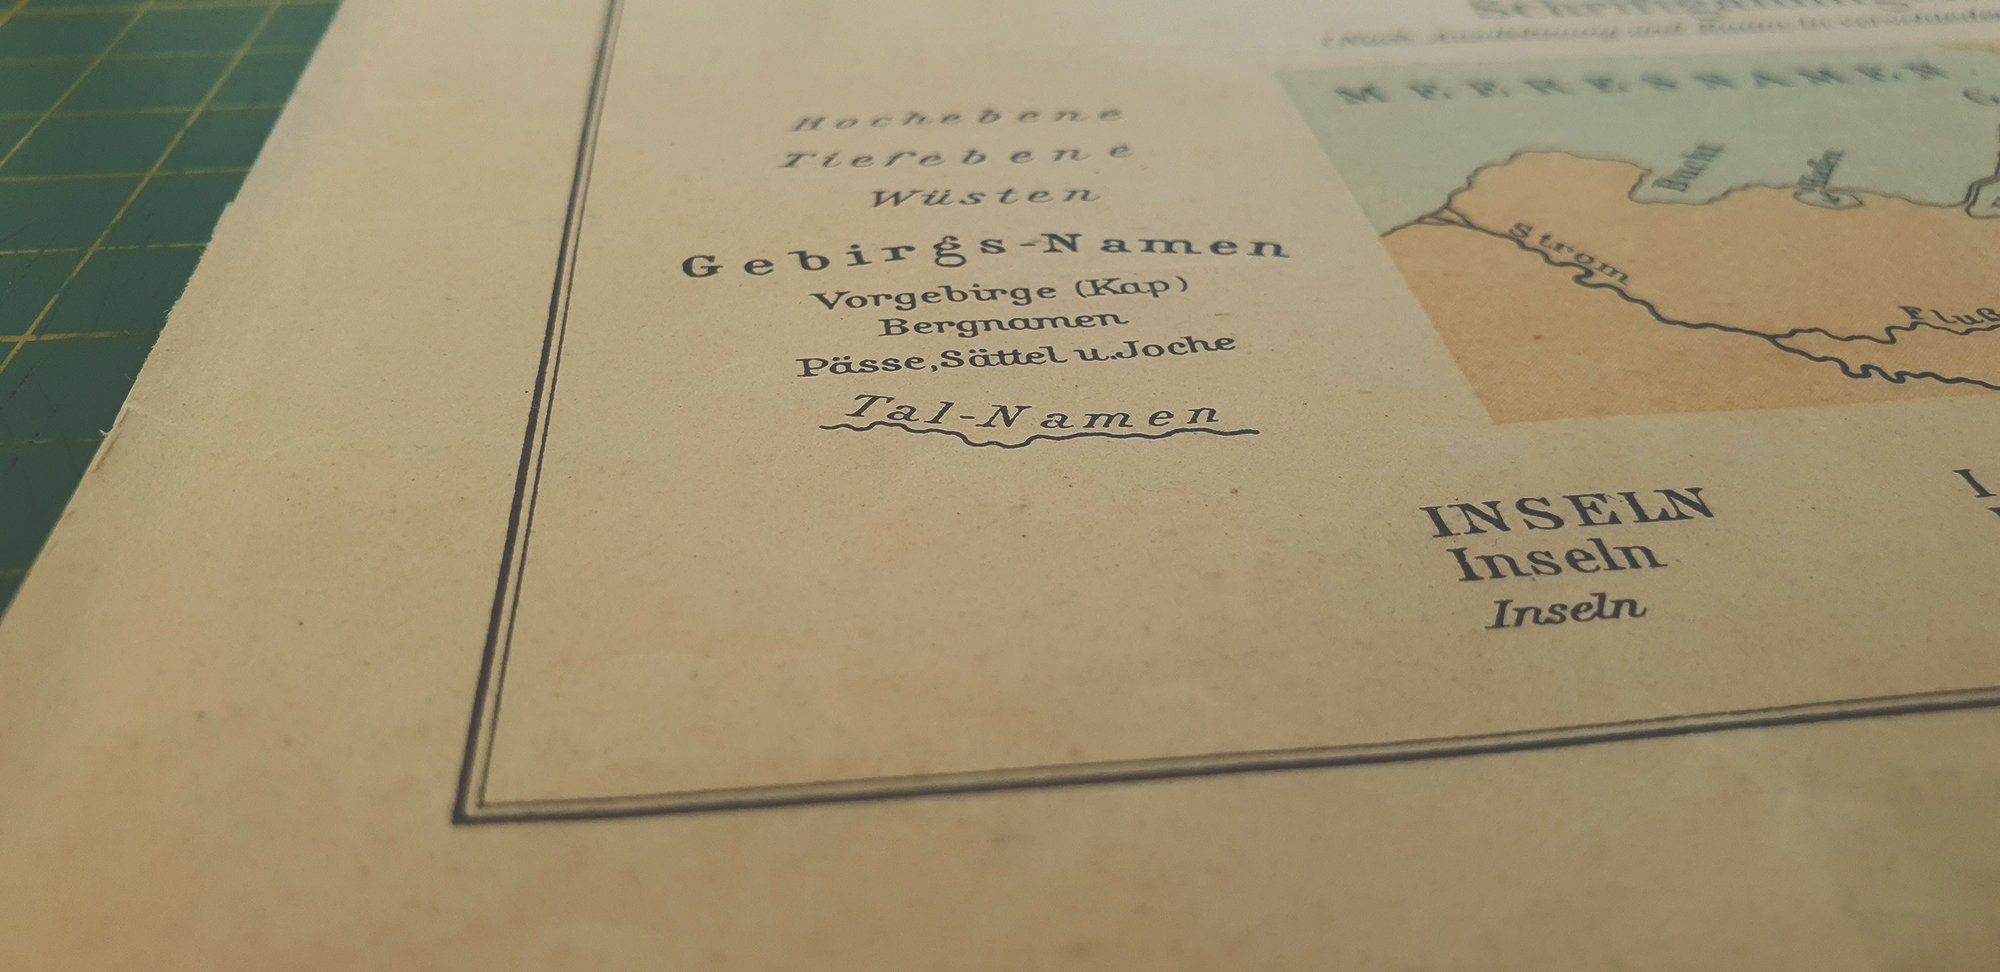 Hochebene
Tiefebene
Wüsten
Gebirgs-Namen
Vorgebirge (Kap)
Bergnamen
Pässe, Sättel u. Joche
Tal-Namen
MEERESNAMEN
Bucht
Hafen
Strom
Fluß
INSELN
Inseln
Inseln